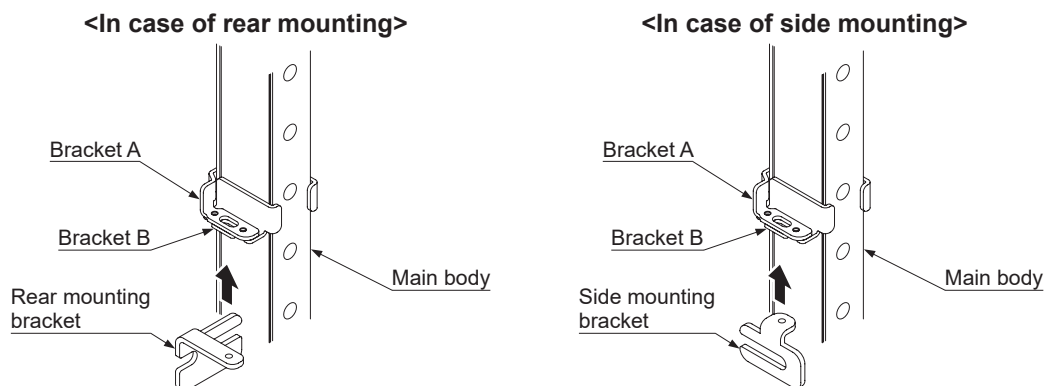 <In case of rear mounting>
Bracket A
Bracket B
Main body
Rear mounting
bracket
<In case of side mounting>
Bracket A
Bracket B
Main body
Side mounting
bracket